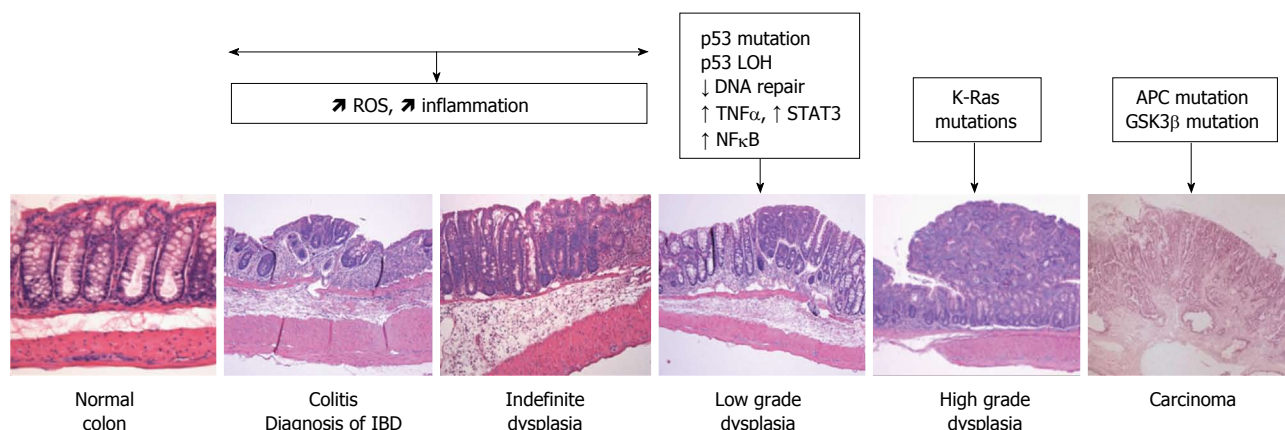 p53 mutation
p53 LOH
↓ DNA repair
↑ TNFα, ↑ STAT3
↑ NFκB
↗ ROS, ↗ inflammation
K-Ras
mutations
APC mutation
GSK3β mutation
Normal
colon
Colitis
Diagnosis of IBD
Indefinite
dysplasia
Low grade
dysplasia
High grade
dysplasia
Carcinoma